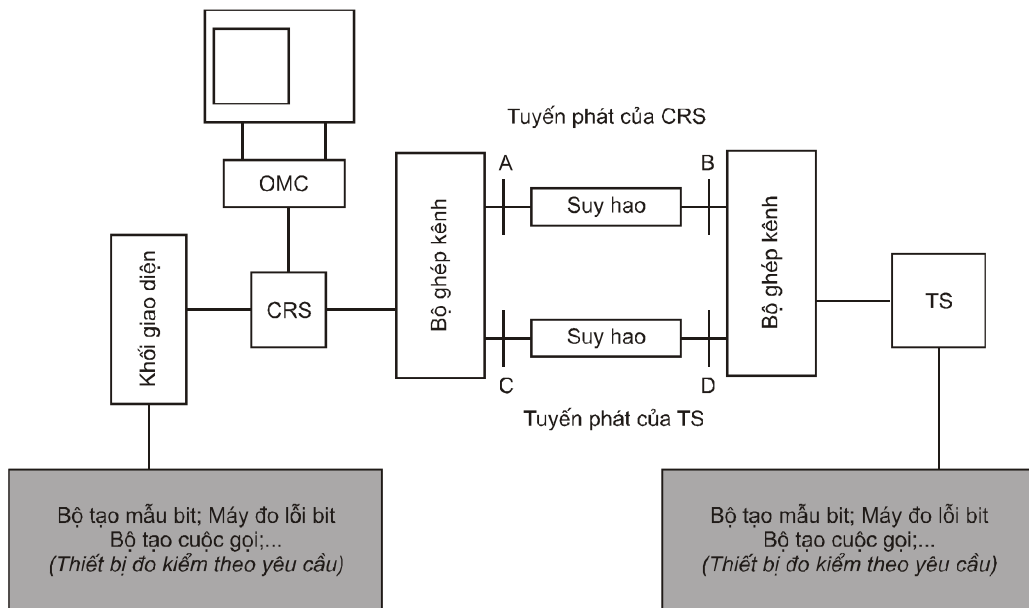 Tuyến phát của CRS
OMC
A
B
Suy hao
Khối giao diện
CRS
Bộ ghép kênh
Bộ ghép kênh
TS
Suy hao
C
D
Tuyến phát của TS
Bộ tạo mẫu bit; Máy đo lỗi bit
Bộ tạo cuộc gọi;...
(Thiết bị đo kiểm theo yêu cầu)
Bộ tạo mẫu bit; Máy đo lỗi bit
Bộ tạo cuộc gọi;...
(Thiết bị đo kiểm theo yêu cầu)